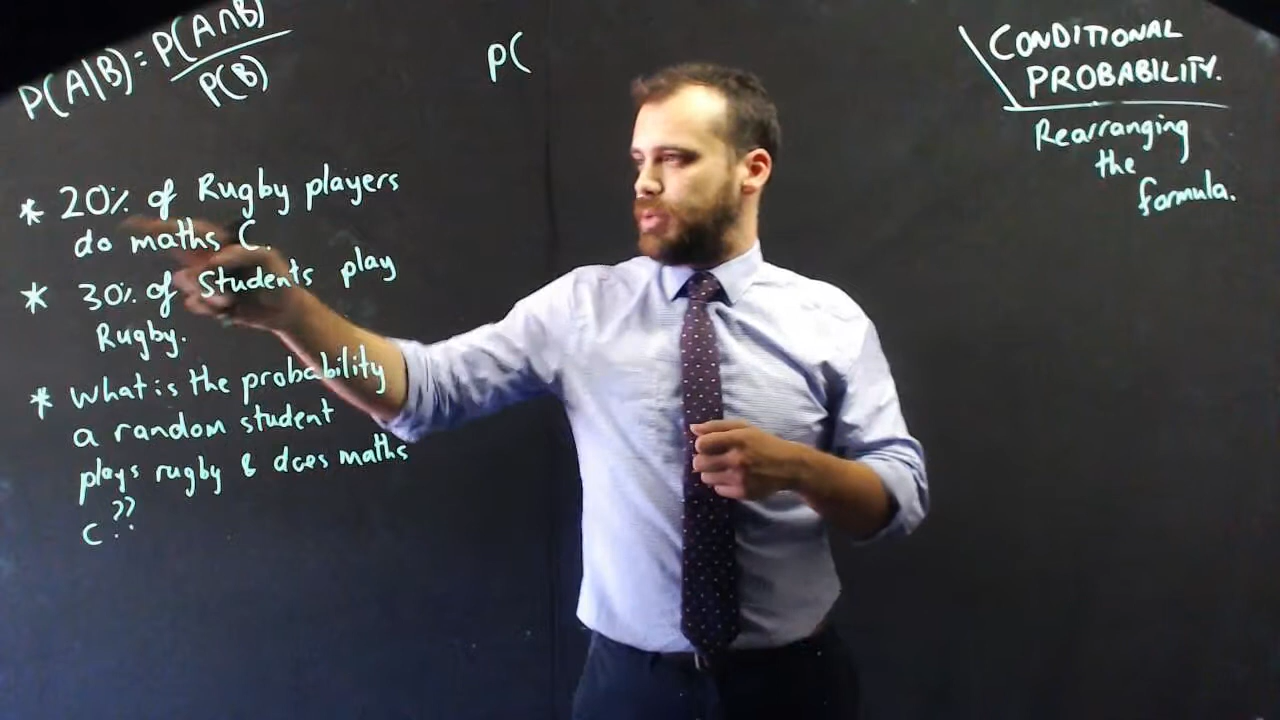 P(A|B) = P(A∩B)
P(B)
* 20% of Rugby players
do maths C.
* 30% of Students play
Rugby.
* What is the probability
a random student
plays rugby & does maths
C??
P(
CONDITIONAL
PROBABILITY.
Rearranging
the
formula.